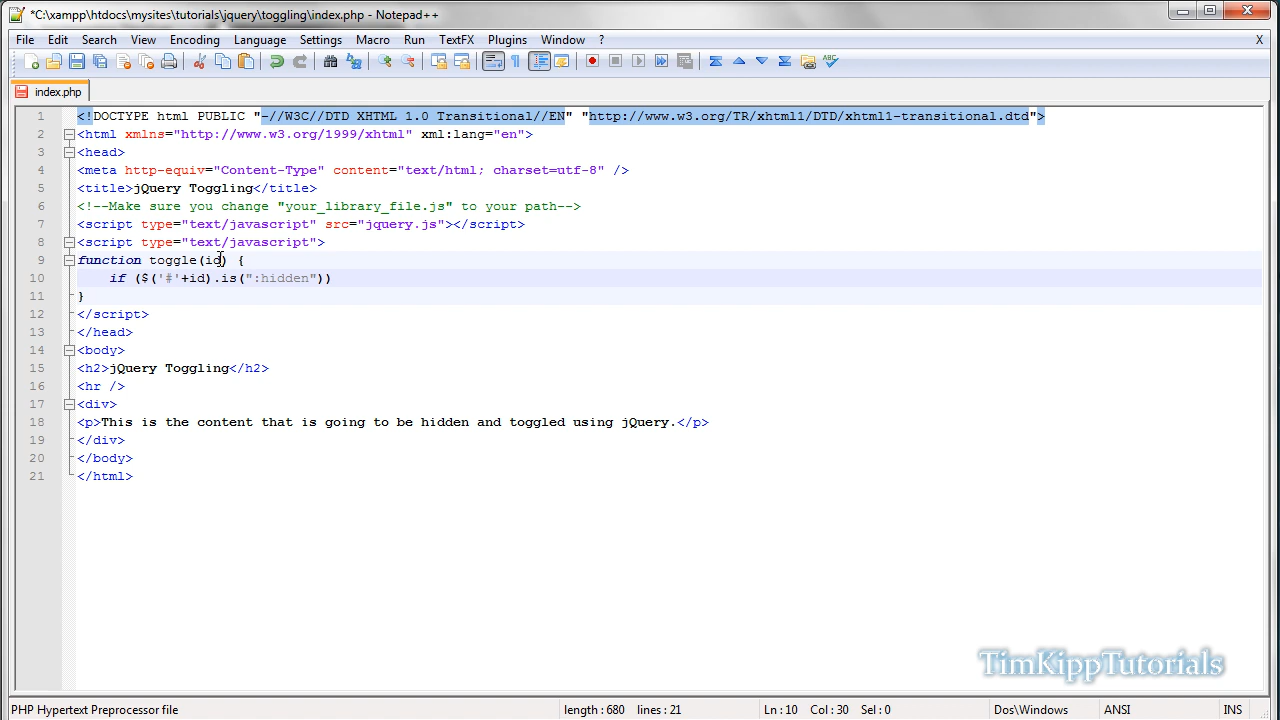 *C:\xampp\htdocs\mysites\tutorials\jquery\toggling\index.php - Notepad++
File Edit Search View Encoding Language Settings Macro Run TextFX Plugins Window ? X
index.php
1 <!DOCTYPE html PUBLIC "-//W3C//DTD XHTML 1.0 Transitional//EN" "http://www.w3.org/TR/xhtml1/DTD/xhtml1-transitional.dtd">
2 <html xmlns="http://www.w3.org/1999/xhtml" xml:lang="en">
3 <head>
4 <meta http-equiv="Content-Type" content="text/html; charset=utf-8" />
5 <title>jQuery Toggling</title>
6 <!--Make sure you change "your_library_file.js" to your path-->
7 <script type="text/javascript" src="jquery.js"></script>
8 <script type="text/javascript">
9 function toggle(id) {
10 if ($('#'+id).is(":hidden"))
11 }
12 </script>
13 </head>
14 <body>
15 <h2>jQuery Toggling</h2>
16 <hr />
17 <div>
18 <p>This is the content that is going to be hidden and toggled using jQuery.</p>
19 </div>
20 </body>
21 </html>
TimKippTutorials
PHP Hypertext Preprocessor file length : 680 lines : 21 Ln : 10 Col : 30 Sel : 0 Dos\Windows ANSI INS